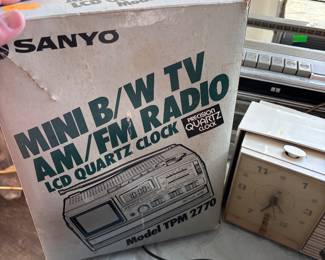 SANYO
MINI B/W TV
AM/FM RADIO
LCD QUARTZ CLOCK
PRECISION
QUARTZ
CLOCK
Model TPM 2770